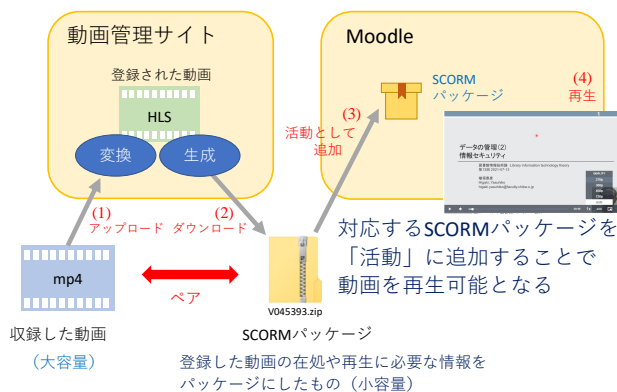 動画管理サイト
登録された動画
HLS
変換
生成
(1)
アップロード
(2)
ダウンロード
mp4
収録した動画
（大容量）
ペア
V045393.zip
SCORMパッケージ
登録した動画の在処や再生に必要な情報を
パッケージにしたもの（小容量）
Moodle
SCORM
パッケージ
(3)
活動として
追加
(4)
再生
データの管理(2)
情報セキュリティ
対応するSCORMパッケージを
「活動」に追加することで
動画を再生可能となる